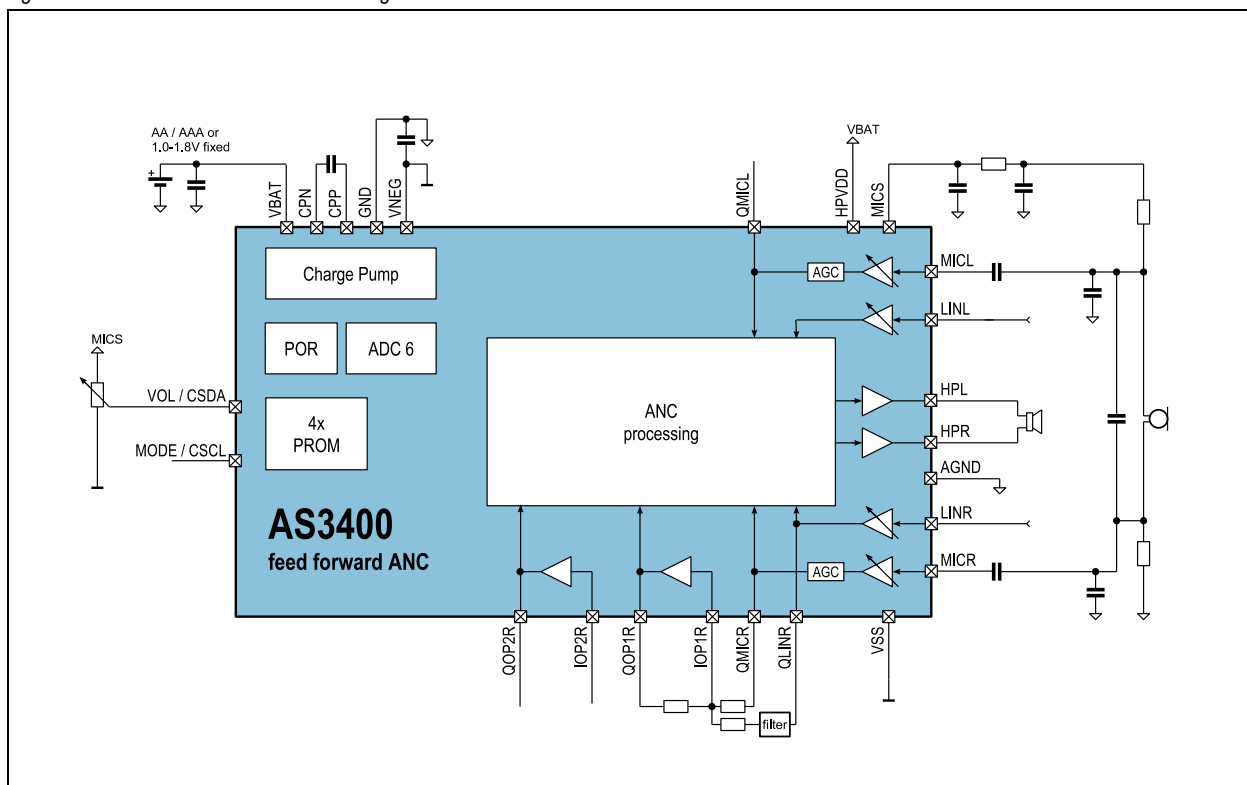 AA / AAA or
1.0-1.8V fixed
VBAT
CPN
CPP
GND
VNEG
QMICL
VBAT
HPVDD
MICS
Charge Pump
AGC
MICL
LINL
MICS
POR
ADC 6
VOL / CSDA
4x
PROM
ANC
processing
HPL
HPR
MODE / CSCL
AGND
AS3400
feed forward ANC
LINR
AGC
MICR
QOP2R
IOP2R
QOP1R
IOP1R
QMICR
QLINR
VSS
filter